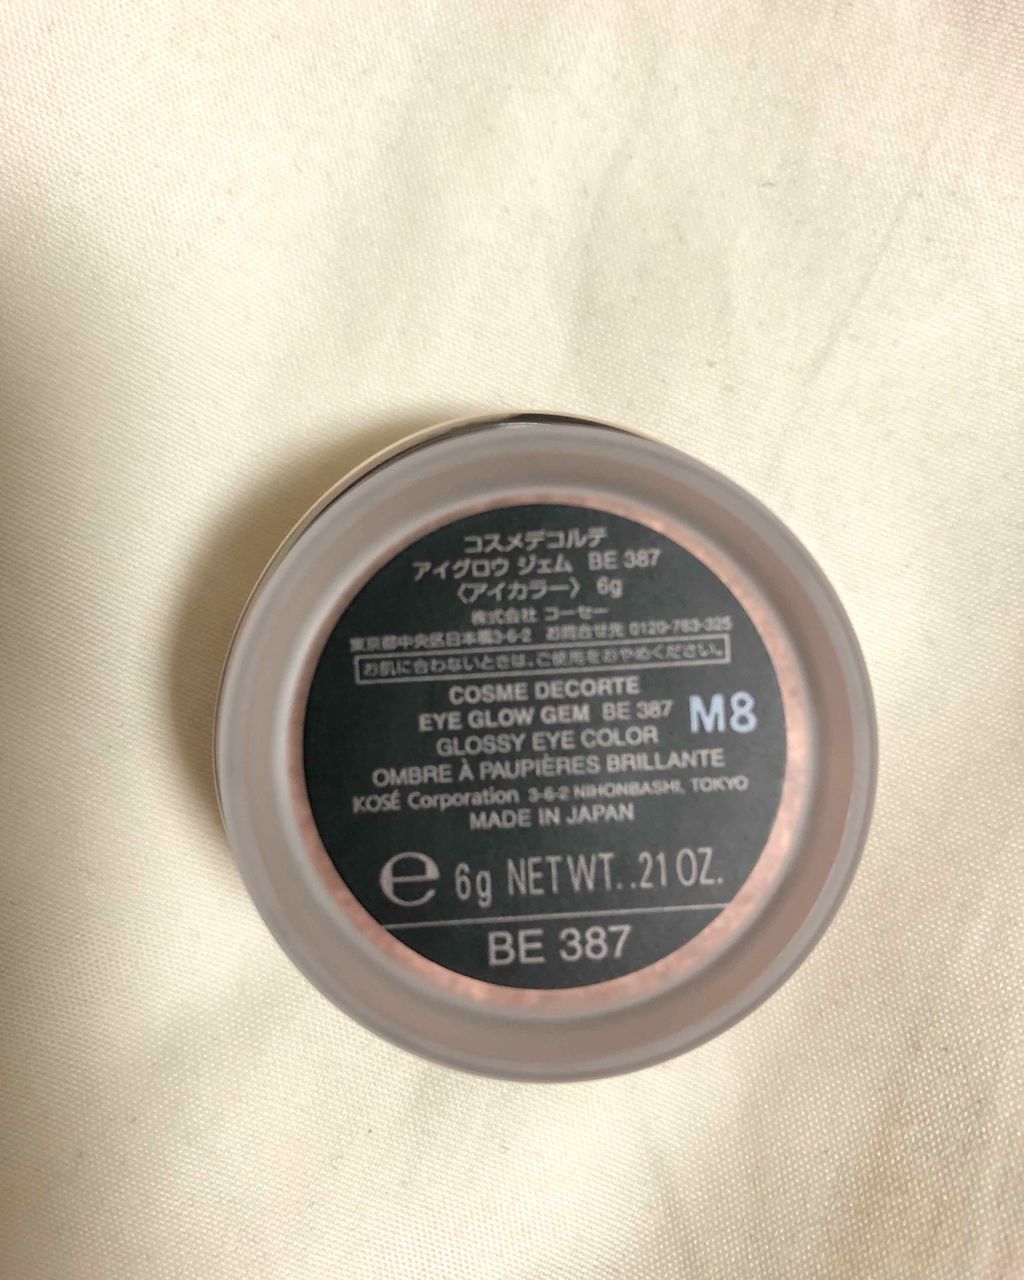 コスメデコルテ
アイグロウ ジェム BE 387
〈アイカラー〉 6g
株式会社 コーセー
東京都中央区日本橋3-6-2 お問合せ先 0120-763-325
お肌に合わないときは、ご使用をおやめください。
COSME DECORTE
EYE GLOW GEM BE 387
M8
GLOSSY EYE COLOR
OMBRE À PAUPIÈRES BRILLANTE
KOSÉ Corporation 3-6-2 NIHONBASHI, TOKYO
MADE IN JAPAN
℮ 6g NET WT. .21 OZ.
BE 387